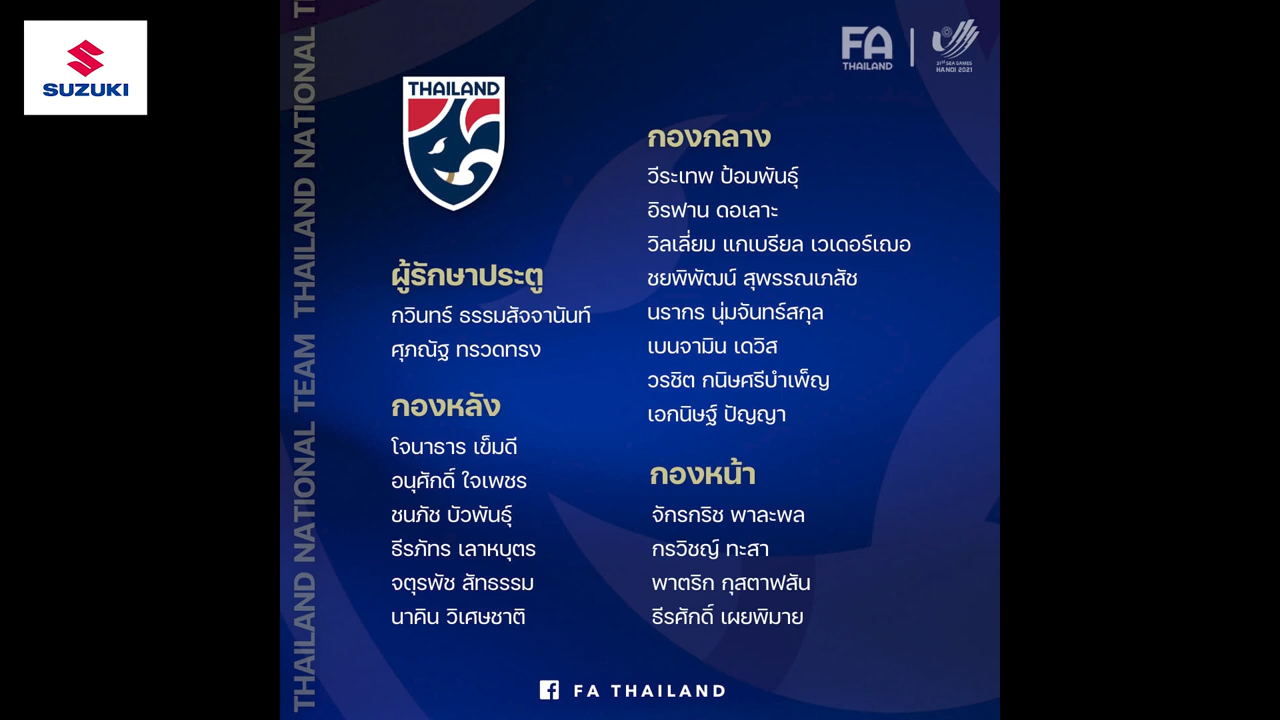 SUZUKI
THAILAND NATIONAL TEAM THAILAND NATIONAL T
FA
THAILAND
31ST SEA GAMES
HANOI 2021
THAILAND
ผู้รักษาประตู
กวินทร์ ธรรมสัจจานันท์
ศุภณัฐ ทรวดทรง
กองหลัง
โจนาธาร เข็มดี
อนุศักดิ์ ใจเพชร
ชนภัช บัวพันธุ์
ธีรภัทร เลาหบุตร
จตุรพัช สัทธรรม
นาคิน วิเศษชาติ
กองกลาง
วีระเทพ ป้อมพันธุ์
อิรฟาน ดอเลาะ
วิลเลี่ยม แกเบรียล เวเดอร์เฌอ
ชยพิพัฒน์ สุพรรณเภสัช
นรากร นุ่มจันทร์สกุล
เบนจามิน เดวิส
วรชิต กนิษศรีบำเพ็ญ
เอกนิษฐ์ ปัญญา
กองหน้า
จักรกริช พาละพล
กรวิชญ์ ทะสา
พาตริก กุสตาฟสัน
ธีรศักดิ์ เผยพิมาย
FA THAILAND